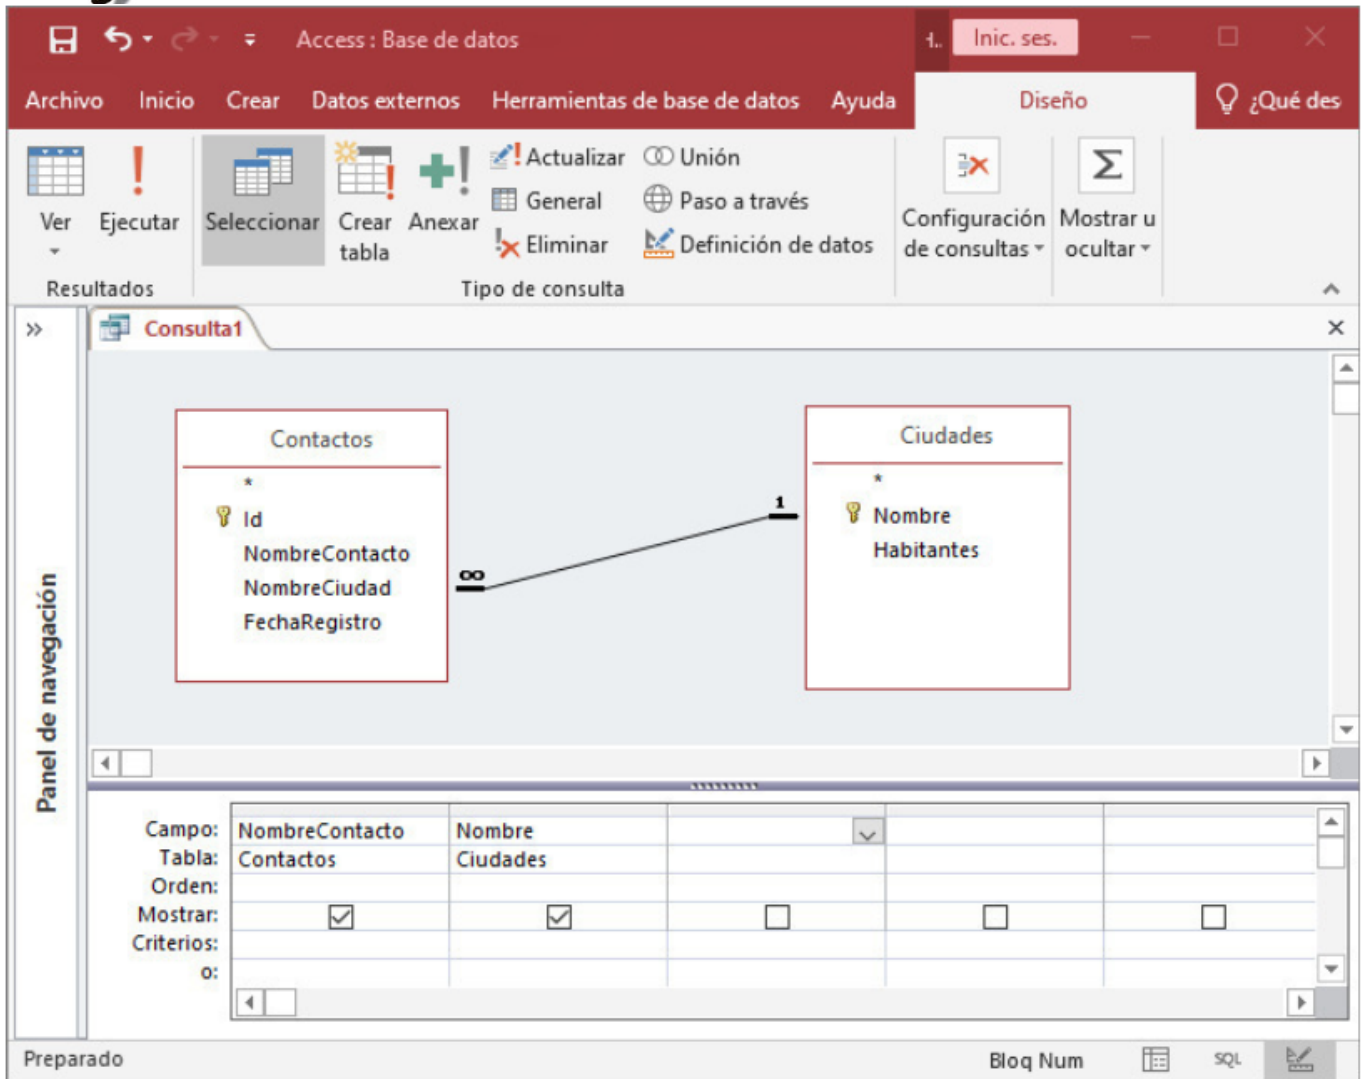 Access : Base de datos
Inic. ses.
Archivo Inicio Crear Datos externos Herramientas de base de datos Ayuda Diseño ¿Qué des
Ver Ejecutar Seleccionar Crear tabla Anexar
Actualizar Unión
General Paso a través
Eliminar Definición de datos
Configuración de consultas
Mostrar u ocultar
Resultados Tipo de consulta
» Consulta1
Panel de navegación
Contactos
*
Id
NombreContacto
NombreCiudad
FechaRegistro
∞
1
Ciudades
*
Nombre
Habitantes
Campo: NombreContacto Nombre
Tabla: Contactos Ciudades
Orden:
Mostrar:
Criterios:
o:
Preparado Bloq Num SQL